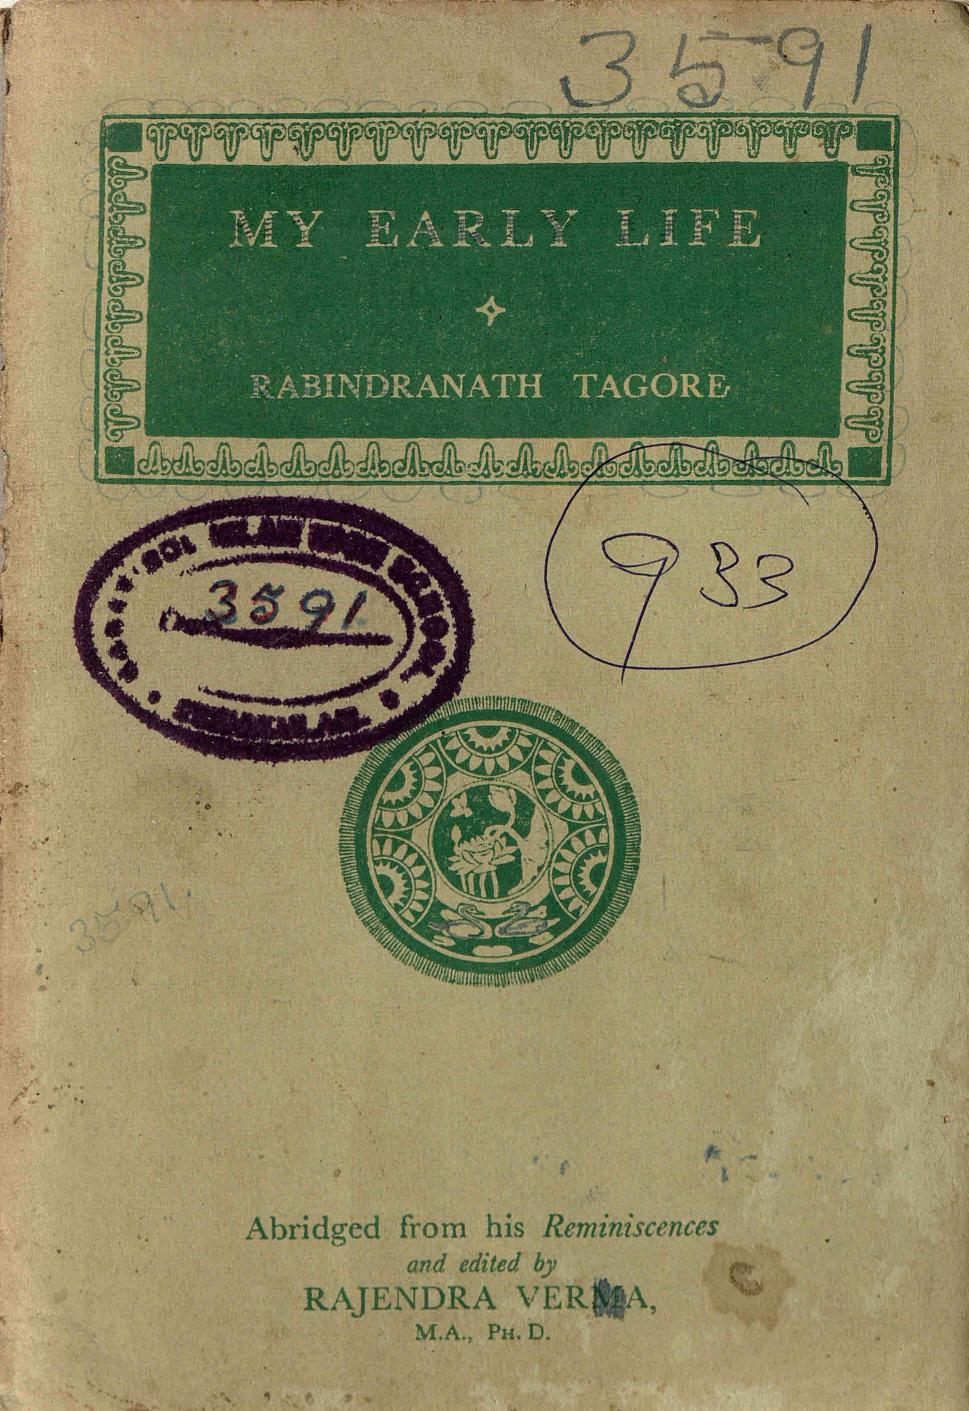 3591
MY EARLY LIFE
RABINDRANATH TAGORE
933
3591
3591.
Abridged from his Reminiscences
and edited by
RAJENDRA VERMA,
M.A., PH. D.